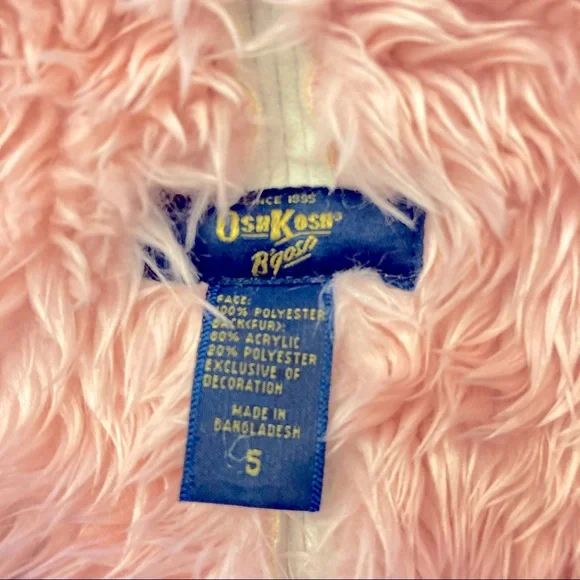 SINCE 1895
OSHKOSH
B'gosh
FACE:
100% POLYESTER
BACK(FUR):
80% ACRYLIC
20% POLYESTER
EXCLUSIVE OF
DECORATION
MADE IN
BANGLADESH
5